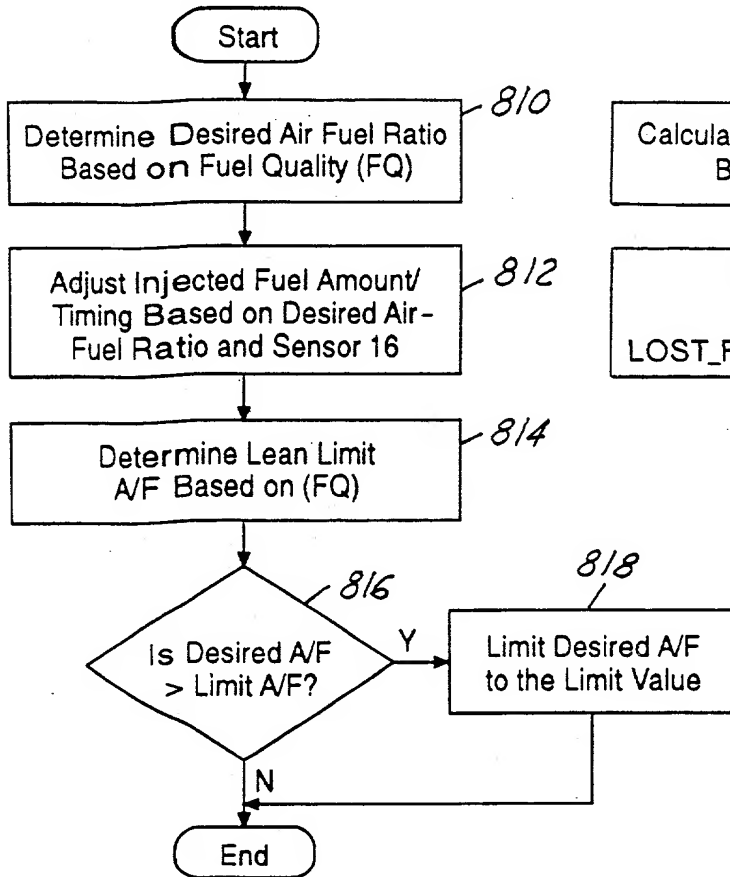 Start
810
Determine Desired Air Fuel Ratio
Based on Fuel Quality (FQ)
812
Adjust Injected Fuel Amount/
Timing Based on Desired Air-
Fuel Ratio and Sensor 16
814
Determine Lean Limit
A/F Based on (FQ)
816
Is Desired A/F
> Limit A/F?
Y
818
Limit Desired A/F
to the Limit Value
N
End